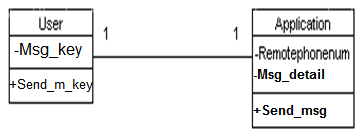 User
-Msg_key
+Send_m_key
1
1
Application
-Remotephonenum
-Msg_detail
+Send_msg